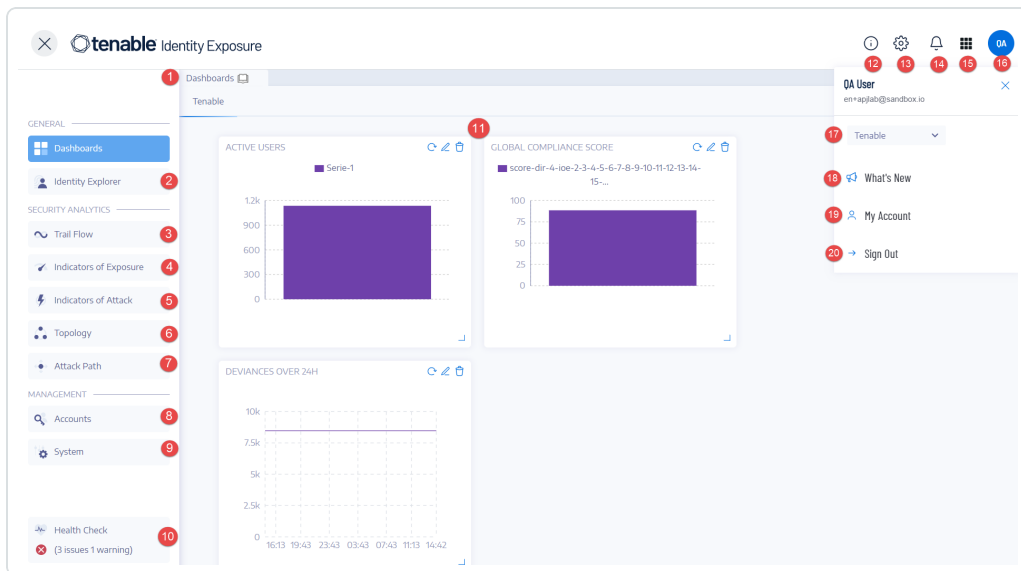 tenable Identity Exposure
QA
12 13 14 15 16
1 Dashboards
QA User
en+apjlab@sandbox.io
Tenable
GENERAL
Dashboards
Identity Explorer 2
SECURITY ANALYTICS
Trail Flow 3
Indicators of Exposure 4
Indicators of Attack 5
Topology 6
Attack Path 7
MANAGEMENT
Accounts 8
System 9
Health Check
10
(3 issues 1 warning)
11
ACTIVE USERS
Serie-1
1.2k
900
600
300
0
GLOBAL COMPLIANCE SCORE
score-dir-4-ioe-2-3-4-5-6-7-8-9-10-11-12-13-14-
15-...
100
75
50
25
0
DEVIANCES OVER 24H
10k
7.5k
5k
2.5k
0
16:13 19:43 23:43 03:43 07:43 11:13 14:42
17 Tenable
18 What's New
19 My Account
20 Sign Out